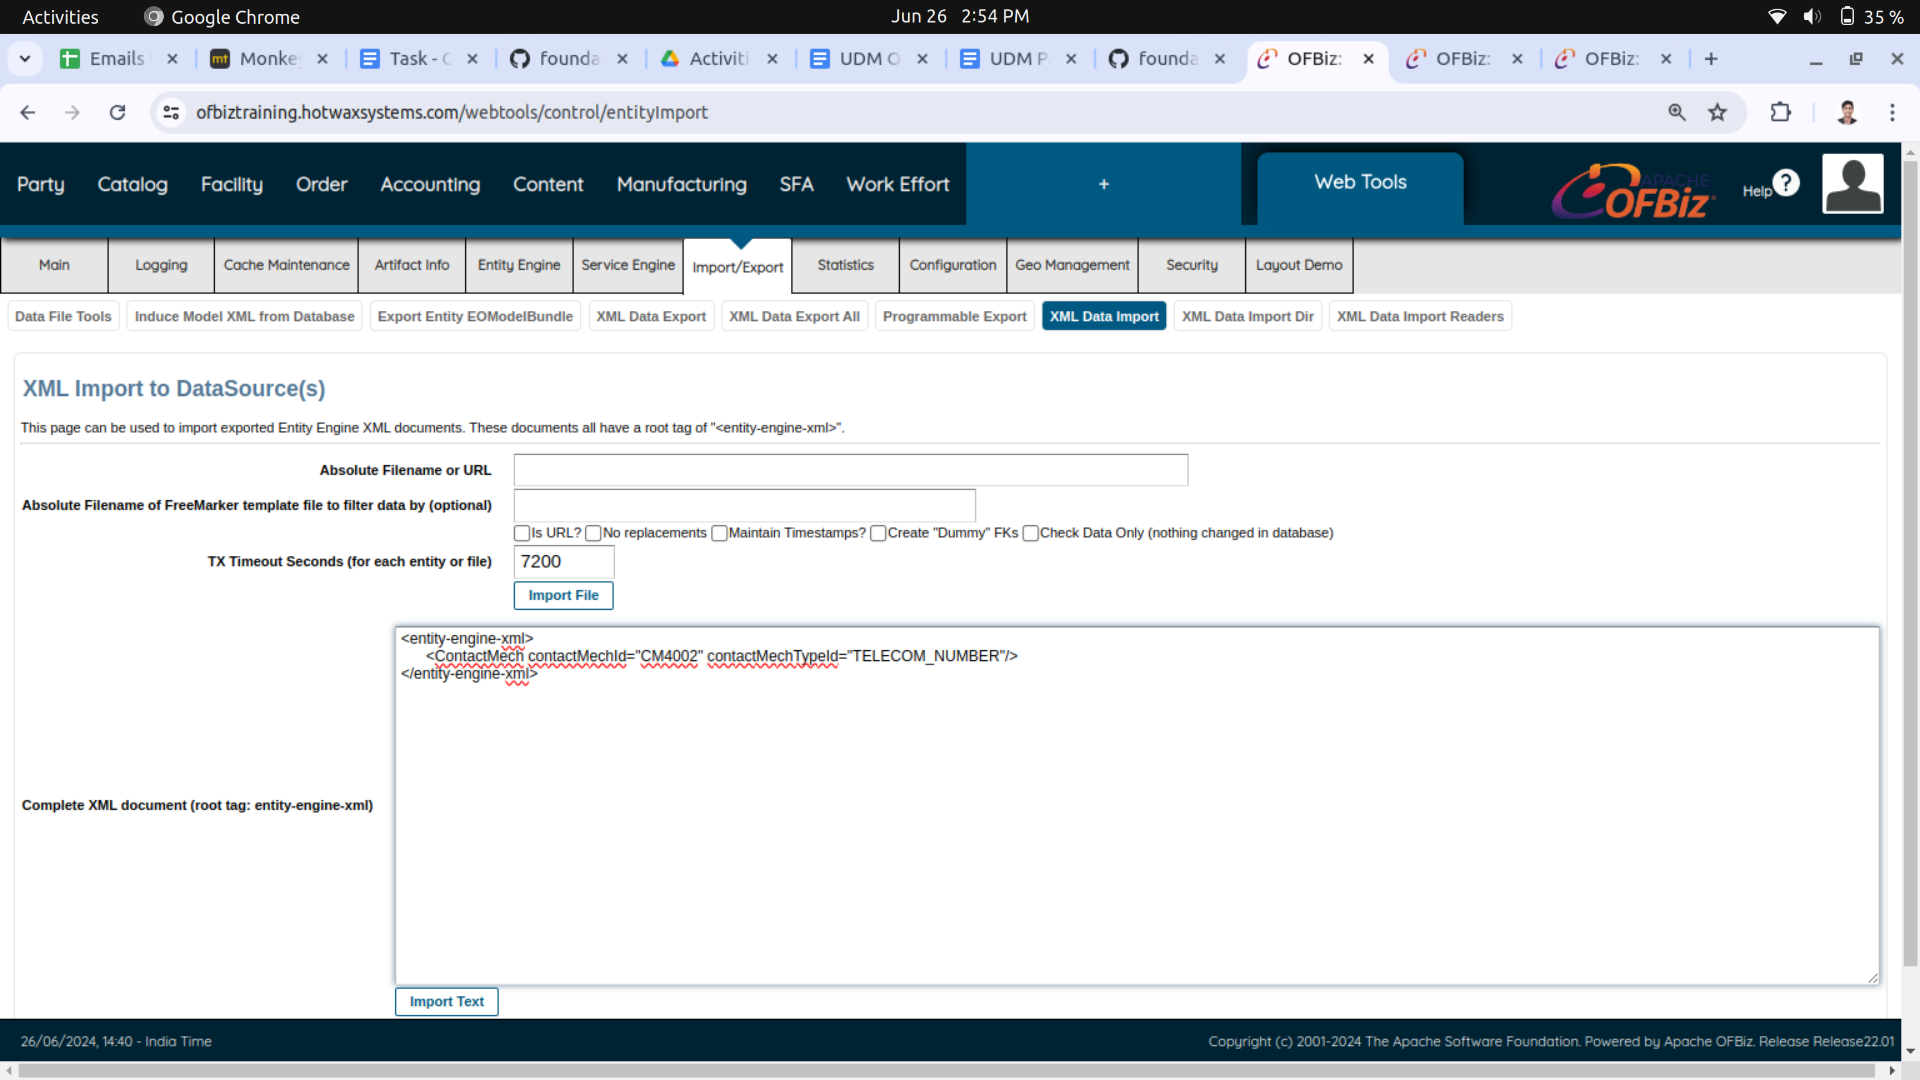 Activities Google Chrome Jun 26 2:54 PM 35 %
Emails Monke Task - C founda Activiti UDM O UDM P founda OFBiz: OFBiz: OFBiz:
ofbiztraining.hotwaxsystems.com/webtools/control/entityImport
Party Catalog Facility Order Accounting Content Manufacturing SFA Work Effort + Web Tools APACHE OFBiz Help ?
Main Logging Cache Maintenance Artifact Info Entity Engine Service Engine Import/Export Statistics Configuration Geo Management Security Layout Demo
Data File Tools Induce Model XML from Database Export Entity EOModelBundle XML Data Export XML Data Export All Programmable Export XML Data Import XML Data Import Dir XML Data Import Readers
XML Import to DataSource(s)
This page can be used to import exported Entity Engine XML documents. These documents all have a root tag of "<entity-engine-xml>".
Absolute Filename or URL
Absolute Filename of FreeMarker template file to filter data by (optional)
Is URL? No replacements Maintain Timestamps? Create "Dummy" FKs Check Data Only (nothing changed in database)
TX Timeout Seconds (for each entity or file) 7200
Import File
<entity-engine-xml>
<ContactMech contactMechId="CM4002" contactMechTypeId="TELECOM_NUMBER"/>
</entity-engine-xml>
Complete XML document (root tag: entity-engine-xml)
Import Text
26/06/2024, 14:40 - India Time Copyright (c) 2001-2024 The Apache Software Foundation. Powered by Apache OFBiz. Release Release22.01